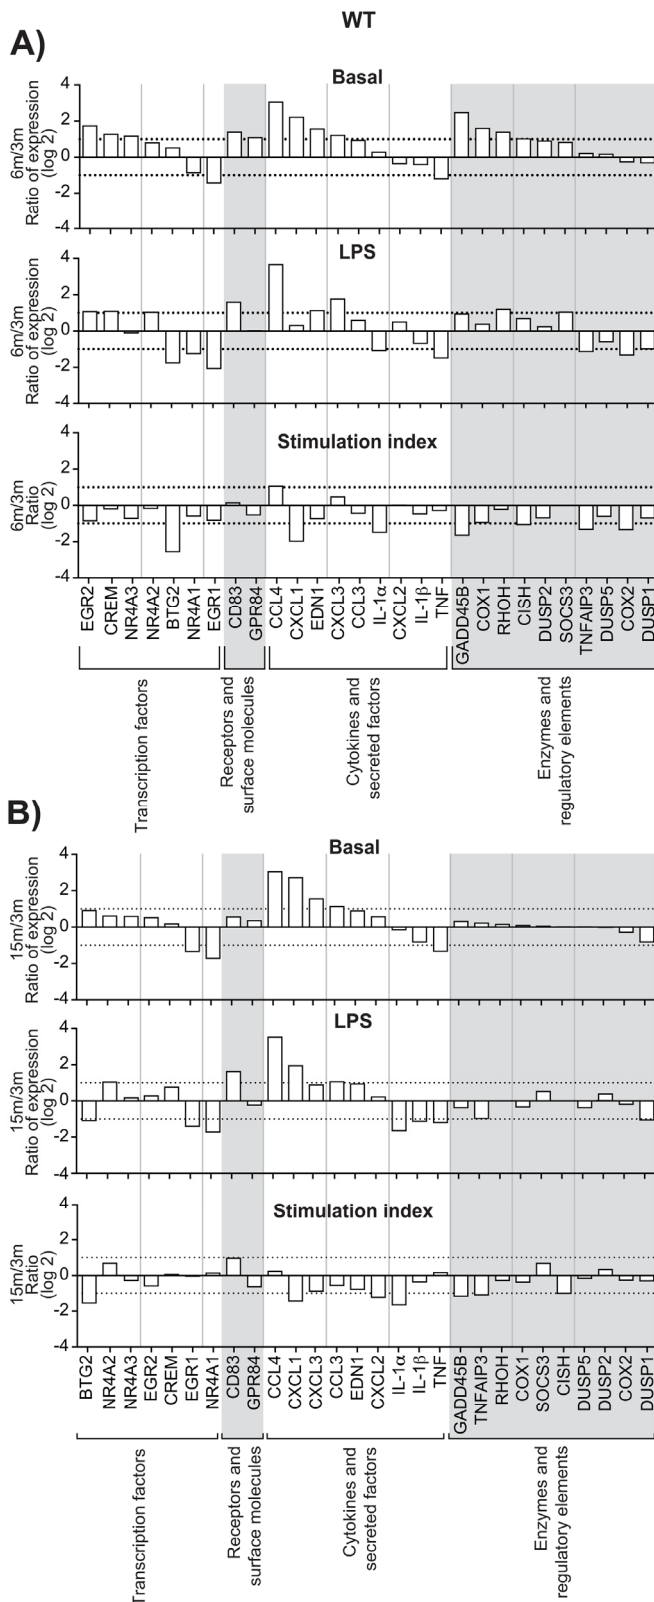 WT
A)
Basal
6m/3m
Ratio of expression
(log 2)
4
2
0
-2
-4
LPS
6m/3m
Ratio of expression
(log 2)
4
2
0
-2
-4
Stimulation index
6m/3m
Ratio
(log 2)
4
2
0
-2
-4
EGR2
CREM
NR4A3
NR4A2
BTG2
NR4A1
EGR1
CD83
GPR84
CCL4
CXCL1
EDN1
CXCL3
CCL3
IL-1α
CXCL2
IL-1β
TNF
GADD45B
COX1
RHOH
CISH
DUSP2
SOCS3
TNFAIP3
DUSP5
COX2
DUSP1
Transcription factors
Receptors and
surface molecules
Cytokines and
secreted factors
Enzymes and
regulatory elements
B)
Basal
15m/3m
Ratio of expression
(log 2)
4
2
0
-2
-4
LPS
15m/3m
Ratio of expression
(log 2)
4
2
0
-2
-4
Stimulation index
15m/3m
Ratio
(log 2)
4
2
0
-2
-4
BTG2
NR4A2
NR4A3
EGR2
CREM
EGR1
NR4A1
CD83
GPR84
CCL4
CXCL1
CXCL3
CCL3
EDN1
CXCL2
IL-1α
IL-1β
TNF
GADD45B
TNFAIP3
RHOH
COX1
SOCS3
CISH
DUSP5
DUSP2
COX2
DUSP1
Transcription factors
Receptors and
surface molecules
Cytokines and
secreted factors
Enzymes and
regulatory elements